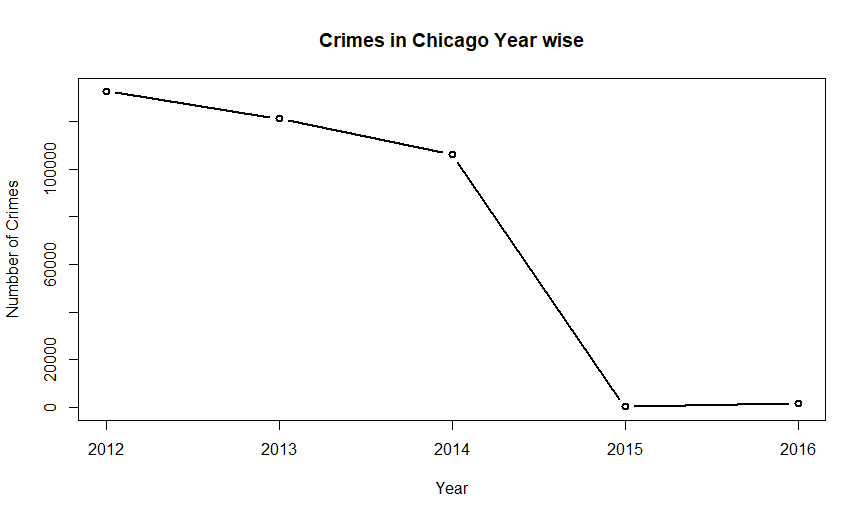 Crimes in Chicago Year wise
Numbber of Crimes
100000
60000
20000
0
2012 2013 2014 2015 2016
Year